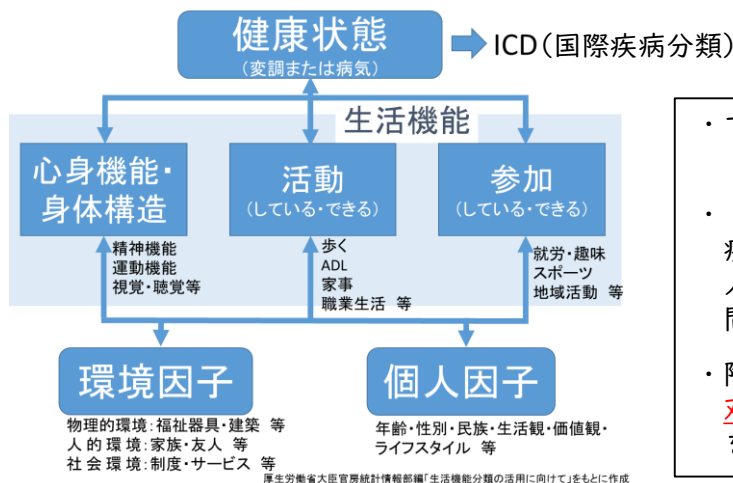 健康状態
(変調または病気)
ICD(国際疾病分類)
生活機能
心身機能・
身体構造
活動
(している・できる)
参加
(している・できる)
精神機能
運動機能
視覚・聴覚等
歩く
ADL
家事
職業生活 等
就労・趣味
スポーツ
地域活動 等
環境因子
個人因子
物理的環境:福祉器具・建築 等
人的環境:家族・友人 等
社会環境:制度・サービス 等
年齢・性別・民族・生活観・価値観・
ライフスタイル 等
厚生労働省大臣官房統計情報部編「生活機能分類の活用に向けて」をもとに作成